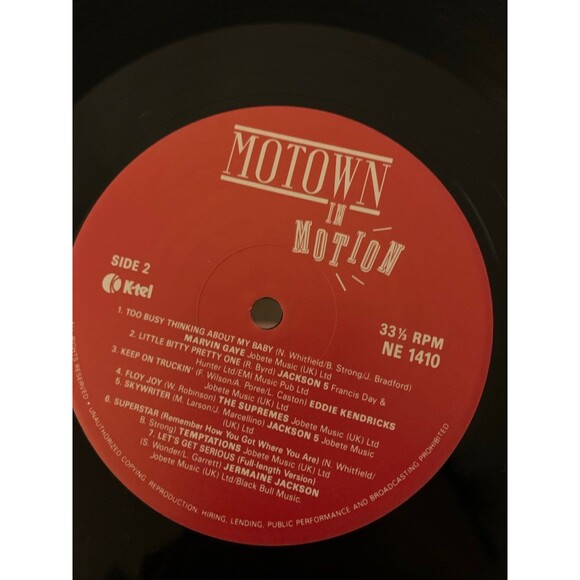 MOTOWN
IN
MOTION
SIDE 2
K-tel
33⅓ RPM
NE 1410
1. TOO BUSY THINKING ABOUT MY BABY (N. Whitfield/B. Strong/J. Bradford)
MARVIN GAYE Jobete Music (UK) Ltd
2. LITTLE BITTY PRETTY ONE (R. Byrd) JACKSON 5 Francis Day &
Hunter Ltd/EMI Music Pub Ltd
3. KEEP ON TRUCKIN' (F. Wilson/A. Poree/L. Caston) EDDIE KENDRICKS
Jobete Music (UK) Ltd
4. FLOY JOY (W. Robinson) THE SUPREMES Jobete Music (UK) Ltd
5. SKYWRITER (M. Larson/J. Marcellino) JACKSON 5 Jobete Music
(UK) Ltd
6. SUPERSTAR (Remember How You Got Where You Are) (N. Whitfield/
B. Strong) TEMPTATIONS Jobete Music (UK) Ltd
7. LET'S GET SERIOUS (Full-length Version)
(S. Wonder/L. Garrett) JERMAINE JACKSON
Jobete Music (UK) Ltd/Black Bull Music.
RESERVED • UNAUTHORIZED COPYING, REPRODUCTION, HIRING, LENDING, PUBLIC PERFORMANCE AND BROADCASTING PROHIBITED